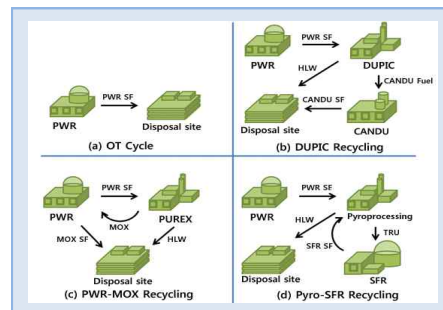 PWR SF
PWR
Disposal site
(a) OT Cycle
PWR SF
PWR
DUPIC
HLW
CANDU Fuel
CANDU SF
Disposal site
CANDU
(b) DUPIC Recycling
PWR SF
PWR
MOX
PUREX
MOX SF
HLW
Disposal site
(c) PWR-MOX Recycling
PWR SF
PWR
HLW
Pyroprocessing
SFR SF
TRU
Disposal site
SFR
(d) Pyro-SFR Recycling